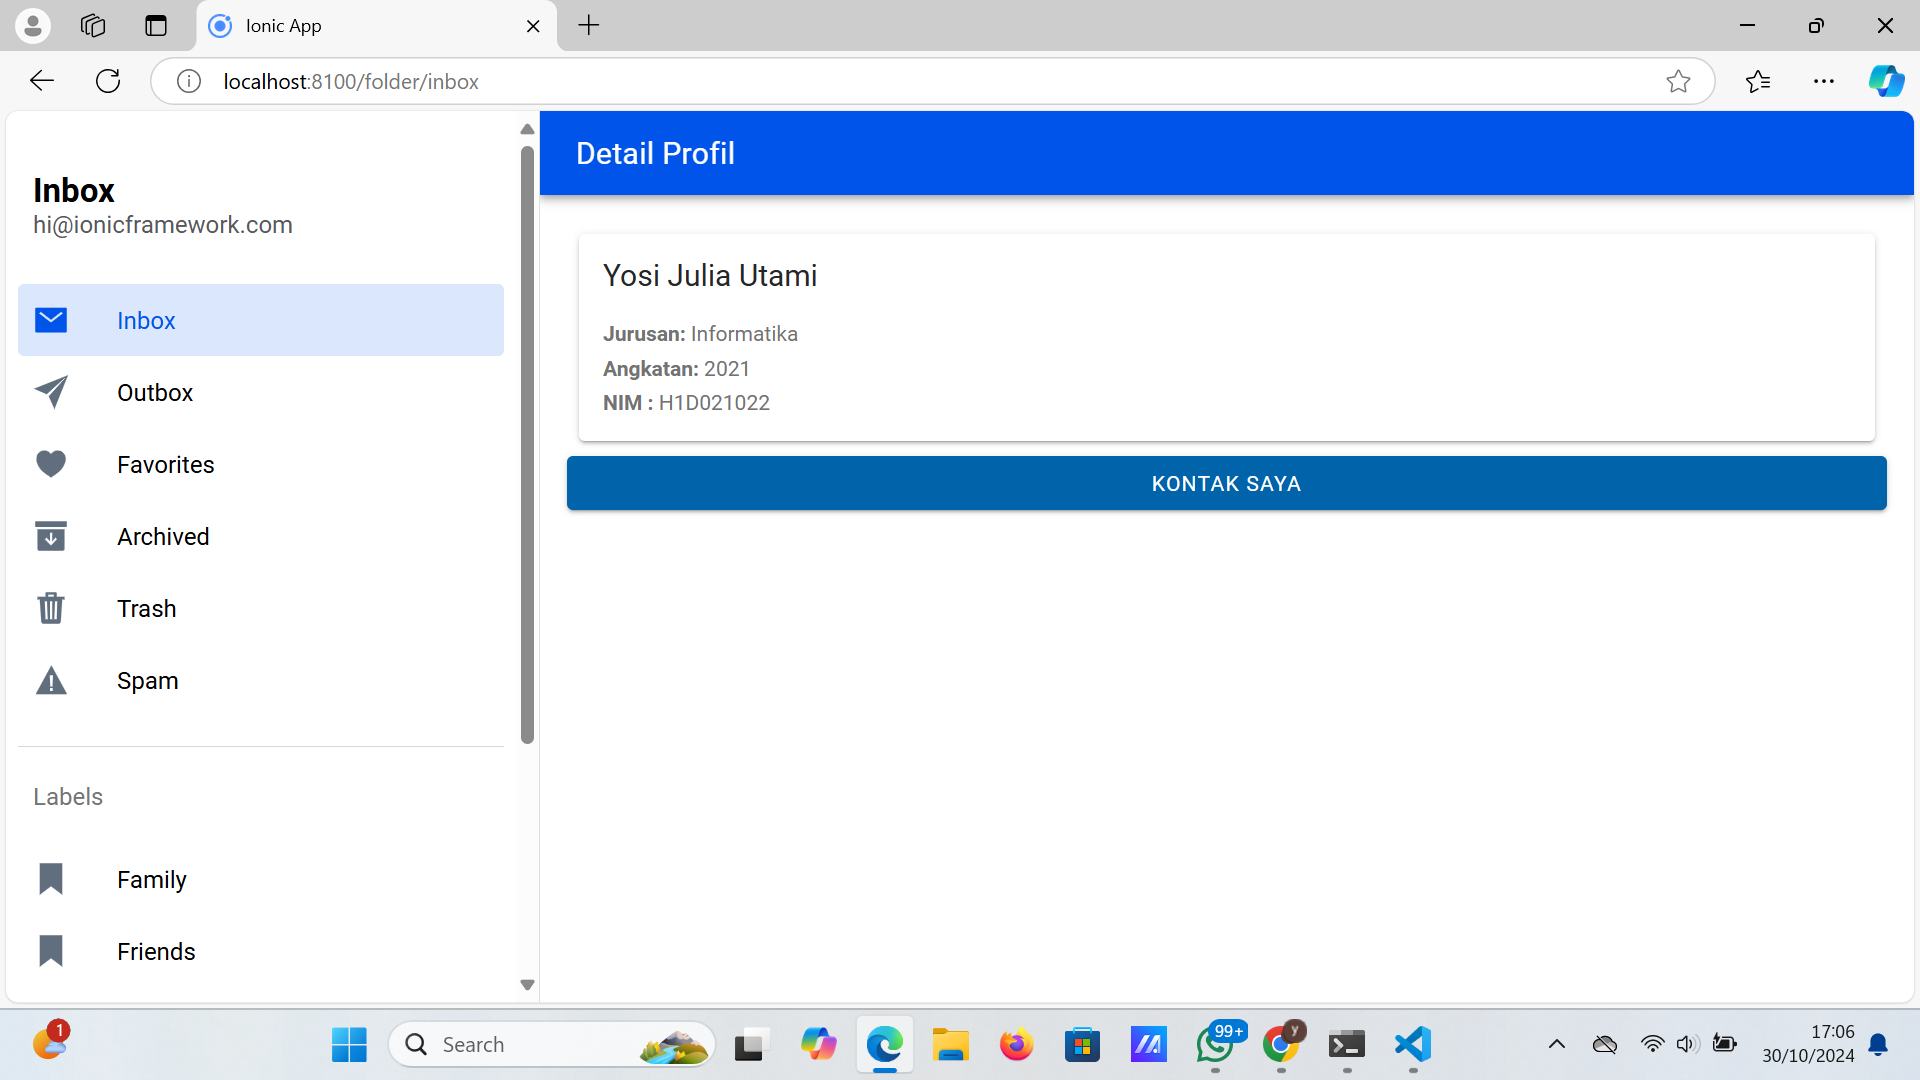 Ionic App
localhost:8100/folder/inbox
Inbox
hi@ionicframework.com
Inbox
Outbox
Favorites
Archived
Trash
Spam
Labels
Family
Friends
Detail Profil
Yosi Julia Utami
Jurusan: Informatika
Angkatan: 2021
NIM : H1D021022
KONTAK SAYA
1
Search
99+
y
17:06
30/10/2024